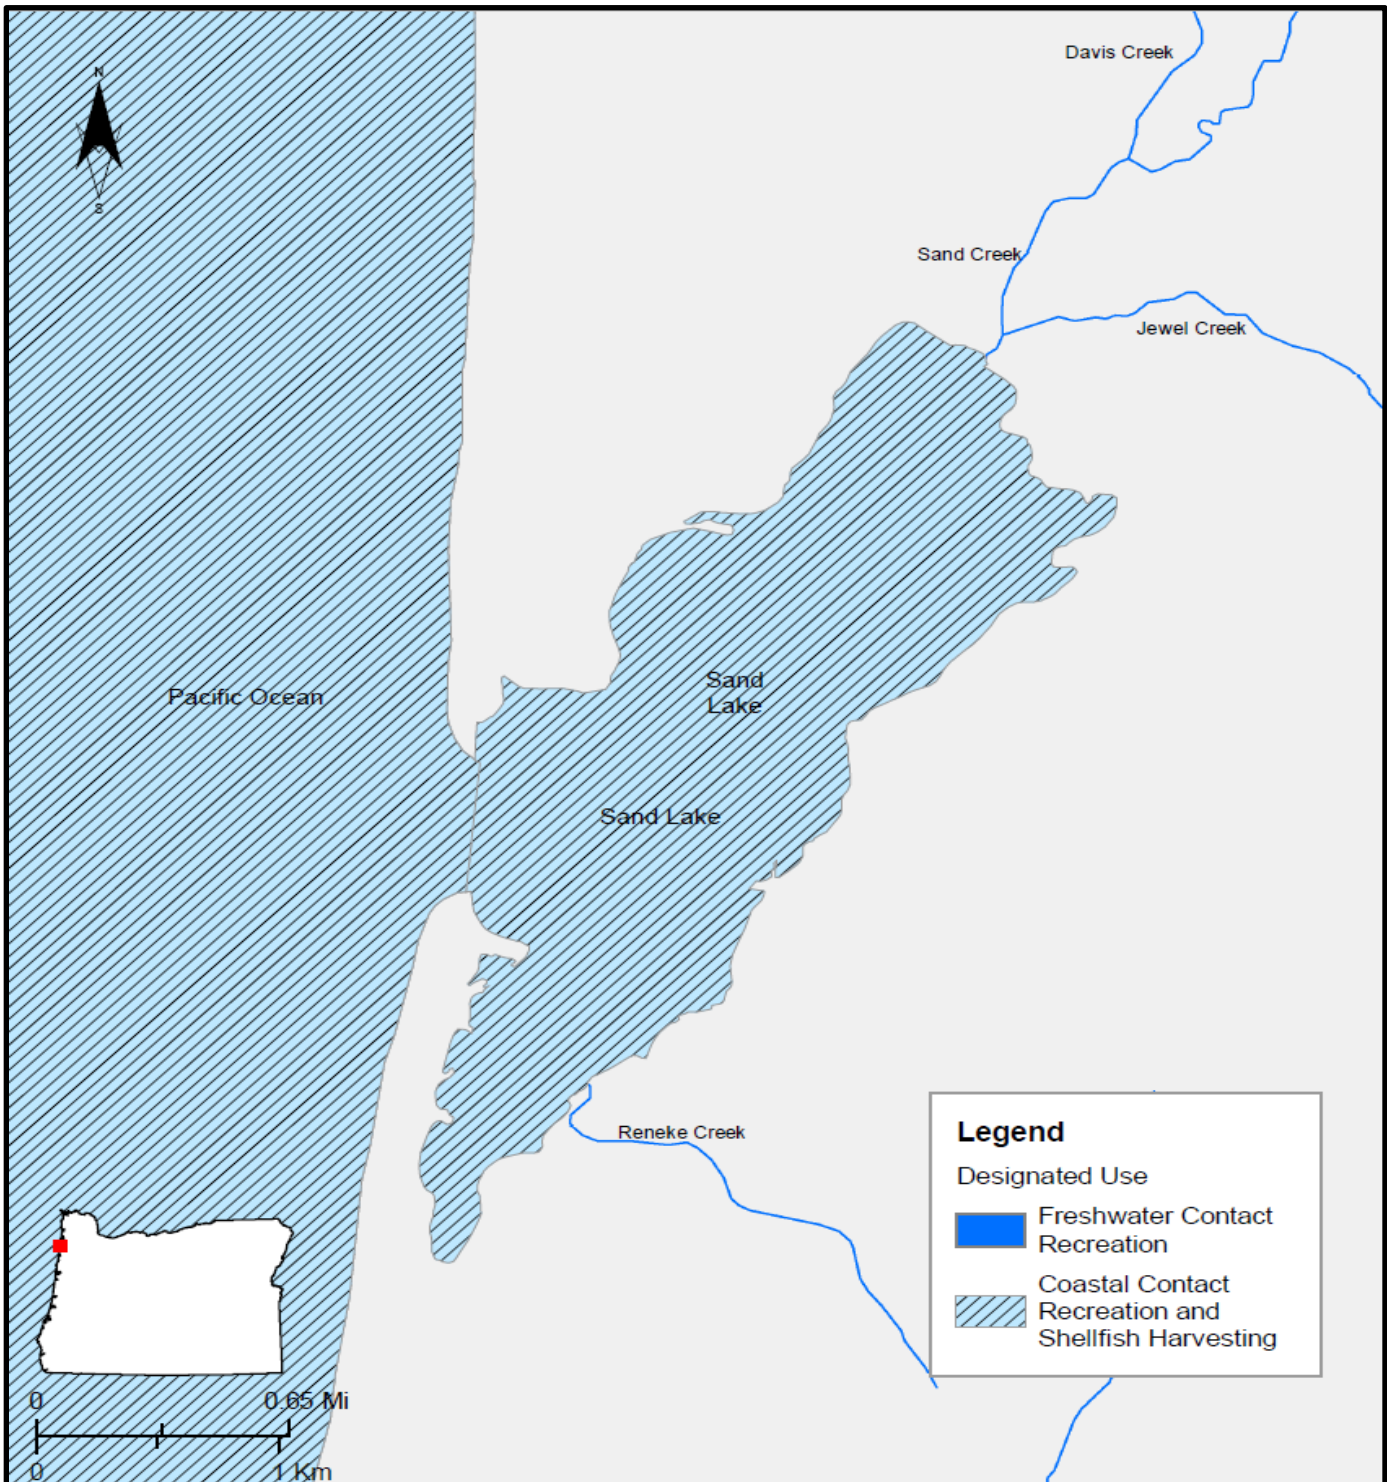 Davis Creek
N
S
Sand Creek
Jewel Creek
Sand
Lake
Pacific Ocean
Sand Lake
Reneke Creek
Legend
Designated Use
Freshwater Contact
Recreation
Coastal Contact
Recreation and
Shellfish Harvesting
0 0.65 Mi
0 1 Km